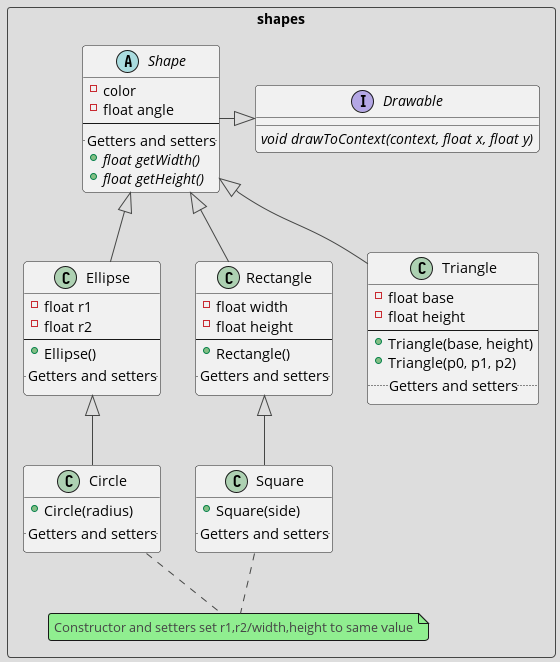 shapes
A Shape
color
float angle
Getters and setters
float getWidth()
float getHeight()
I Drawable
void drawToContext(context, float x, float y)
C Ellipse
float r1
float r2
Ellipse()
Getters and setters
C Rectangle
float width
float height
Rectangle()
Getters and setters
C Triangle
float base
float height
Triangle(base, height)
Triangle(p0, p1, p2)
Getters and setters
C Circle
Circle(radius)
Getters and setters
C Square
Square(side)
Getters and setters
Constructor and setters set r1,r2/width,height to same value